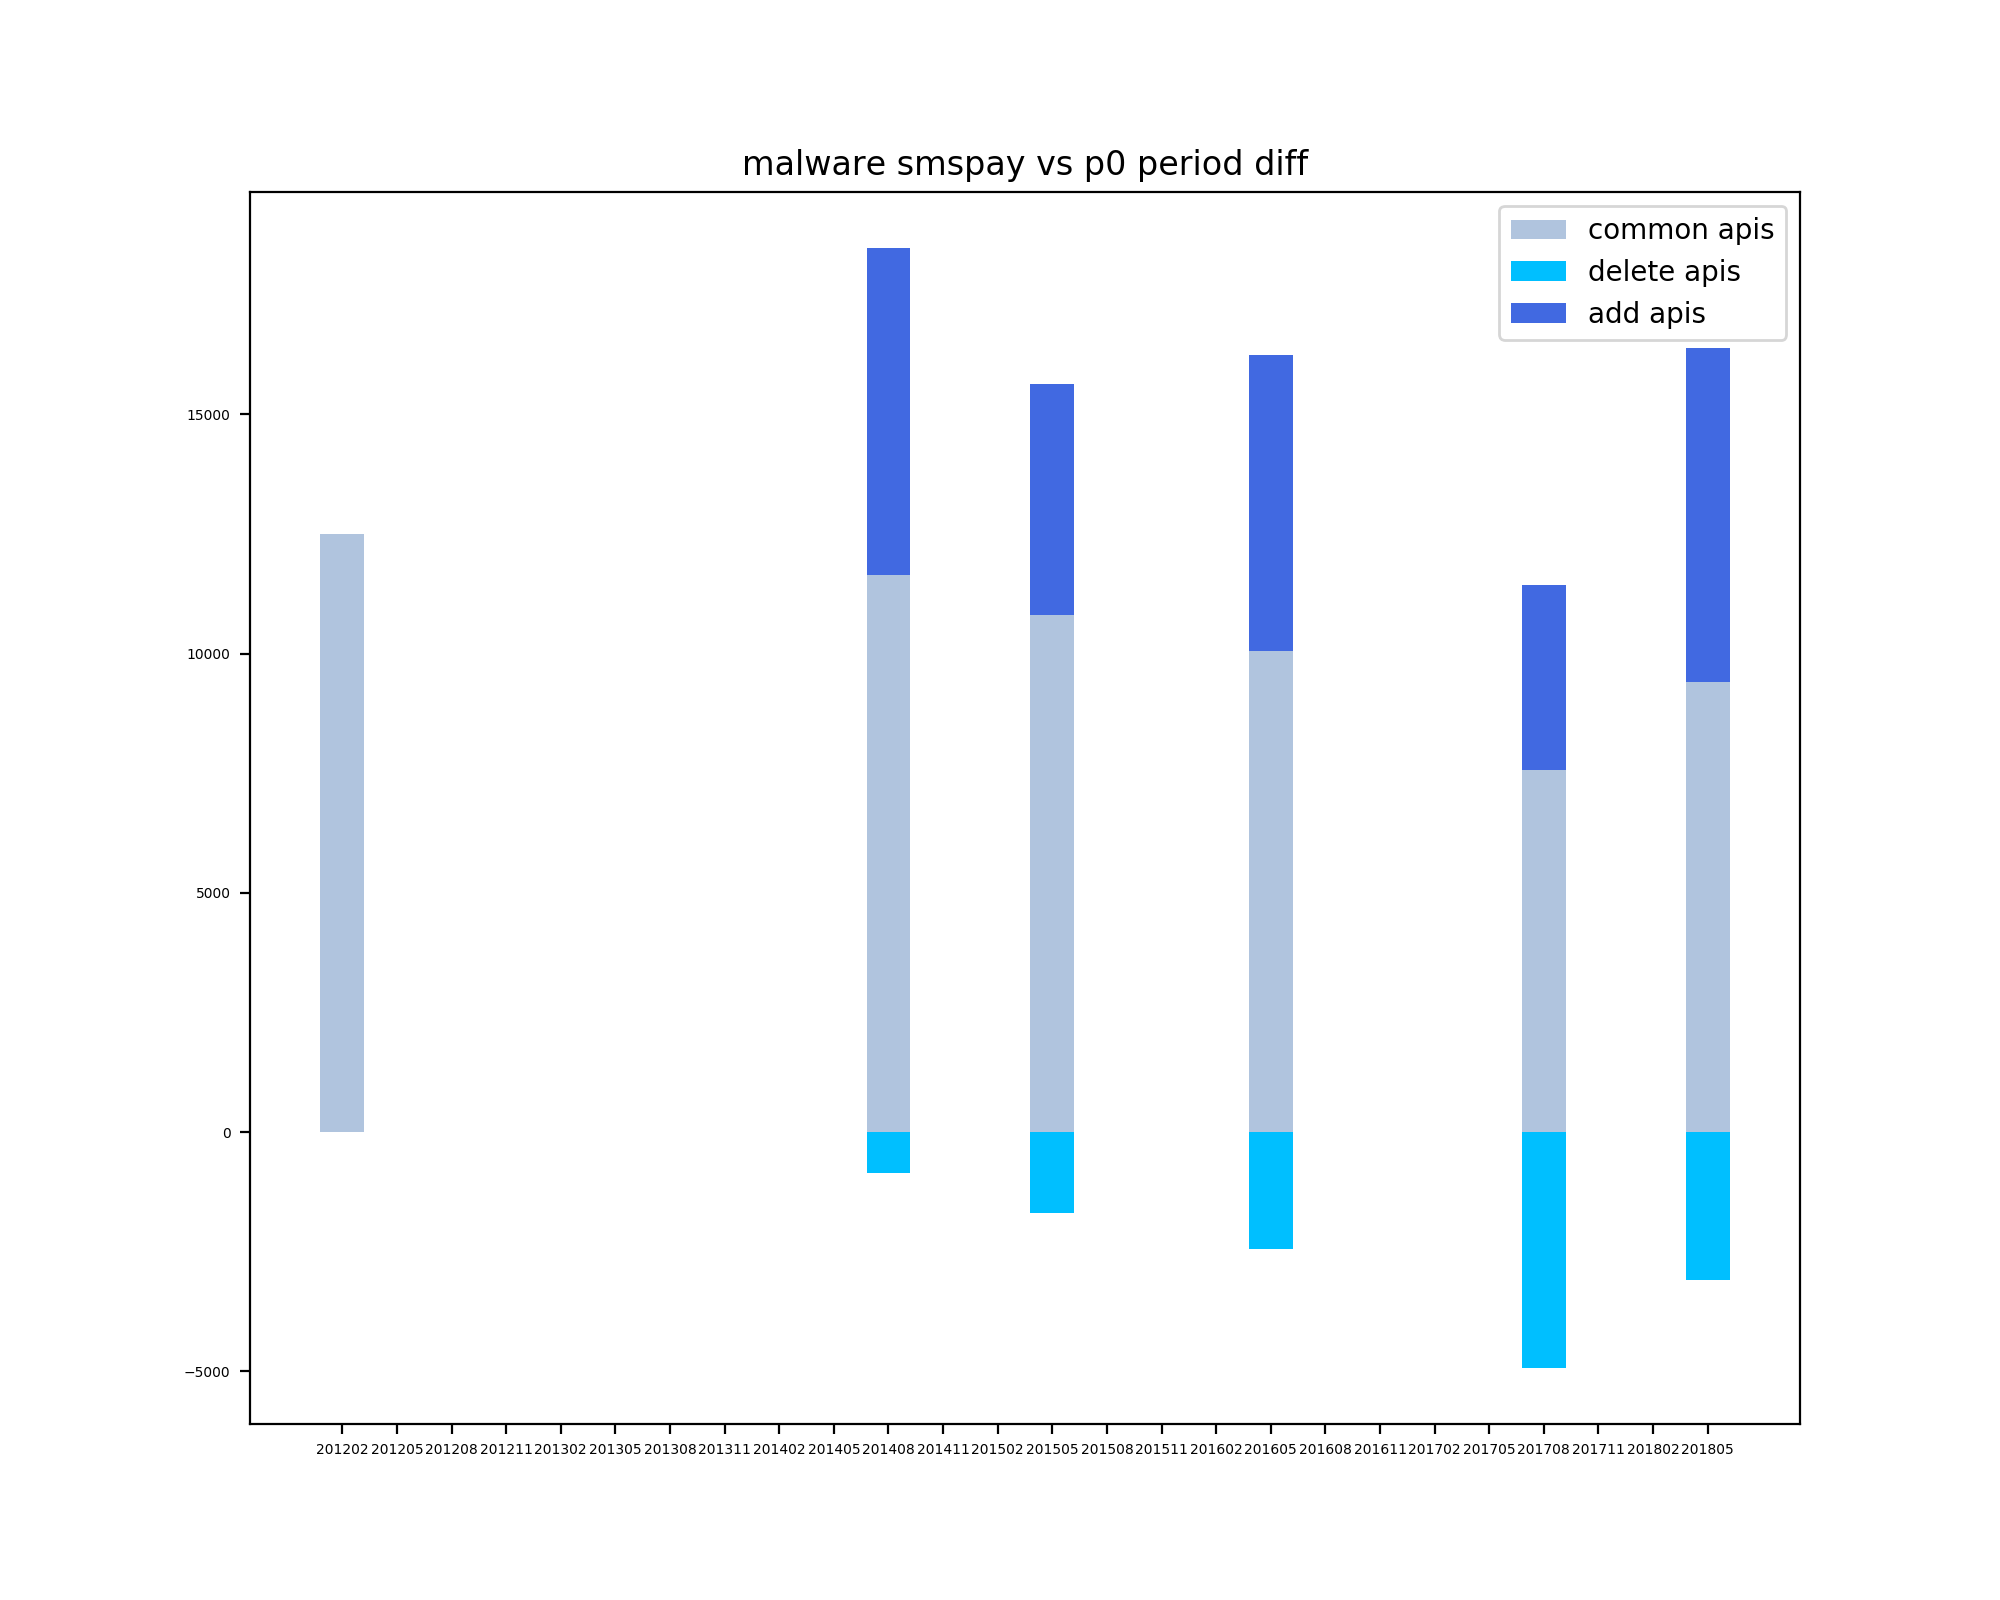 malware smspay vs p0 period diff
common apis
delete apis
add apis
15000
10000
5000
0
−5000
201202 201205 201208 201211 201302 201305 201308 201311 201402 201405 201408 201411 201502 201505 201508 201511 201602 201605 201608 201611 201702 201705 201708 201711 201802 201805